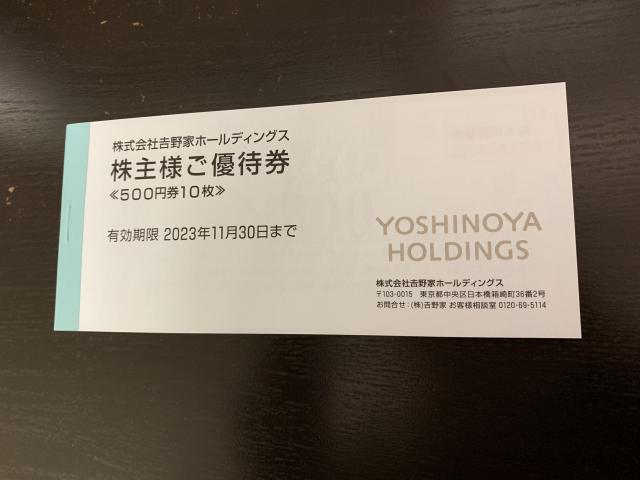 株式会社𠮷野家ホールディングス
株主様ご優待券
≪500円券10枚≫
有効期限 2023年11月30日まで
YOSHINOYA
HOLDINGS
株式会社𠮷野家ホールディングス
〒103-0015 東京都中央区日本橋箱崎町36番2号
お問合せ:(株)𠮷野家 お客様相談室 0120-69-5114